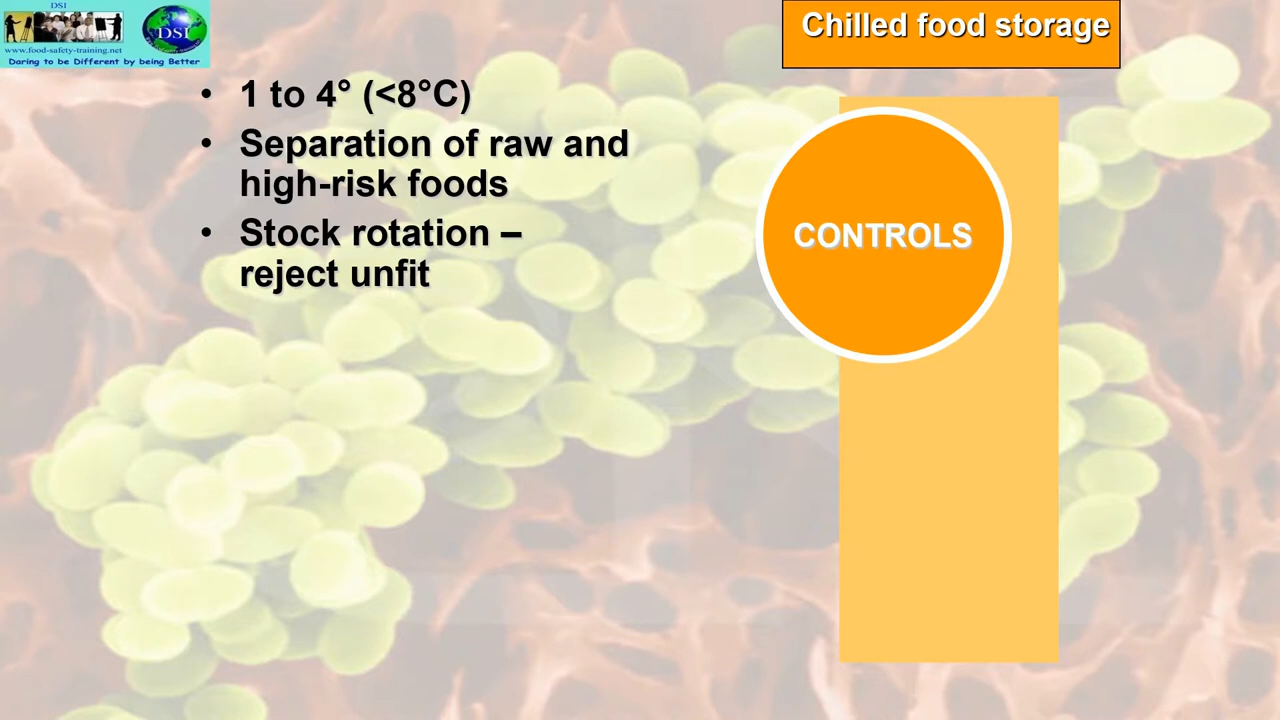 DSI
DSI
www.food-safety-training.net
Daring to be Different by being Better
Chilled food storage
• 1 to 4° (<8°C)
• Separation of raw and
high-risk foods
• Stock rotation –
reject unfit
CONTROLS